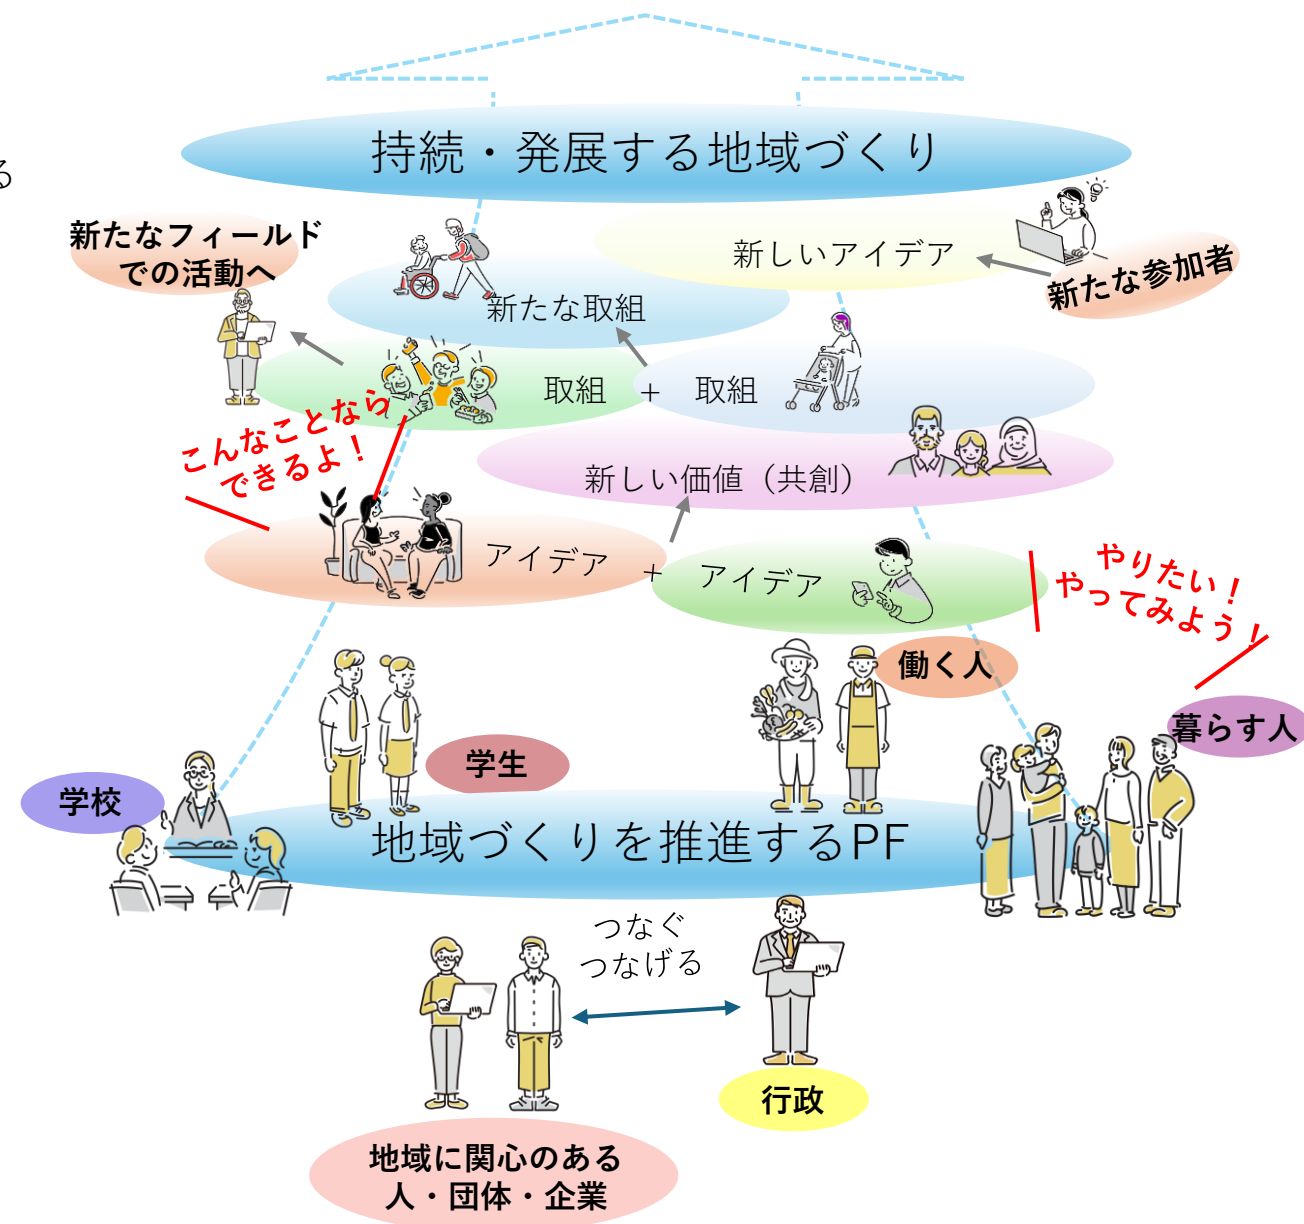 持続・発展する地域づくり
る
新たなフィールド
での活動へ
新しいアイデア
新たな参加者
新たな取組
取組 + 取組
こんなことなら
できるよ！
新しい価値（共創）
アイデア + アイデア
やりたい！
やってみよう！
働く人
暮らす人
学生
学校
地域づくりを推進するPF
つなぐ
つなげる
行政
地域に関心のある
人・団体・企業